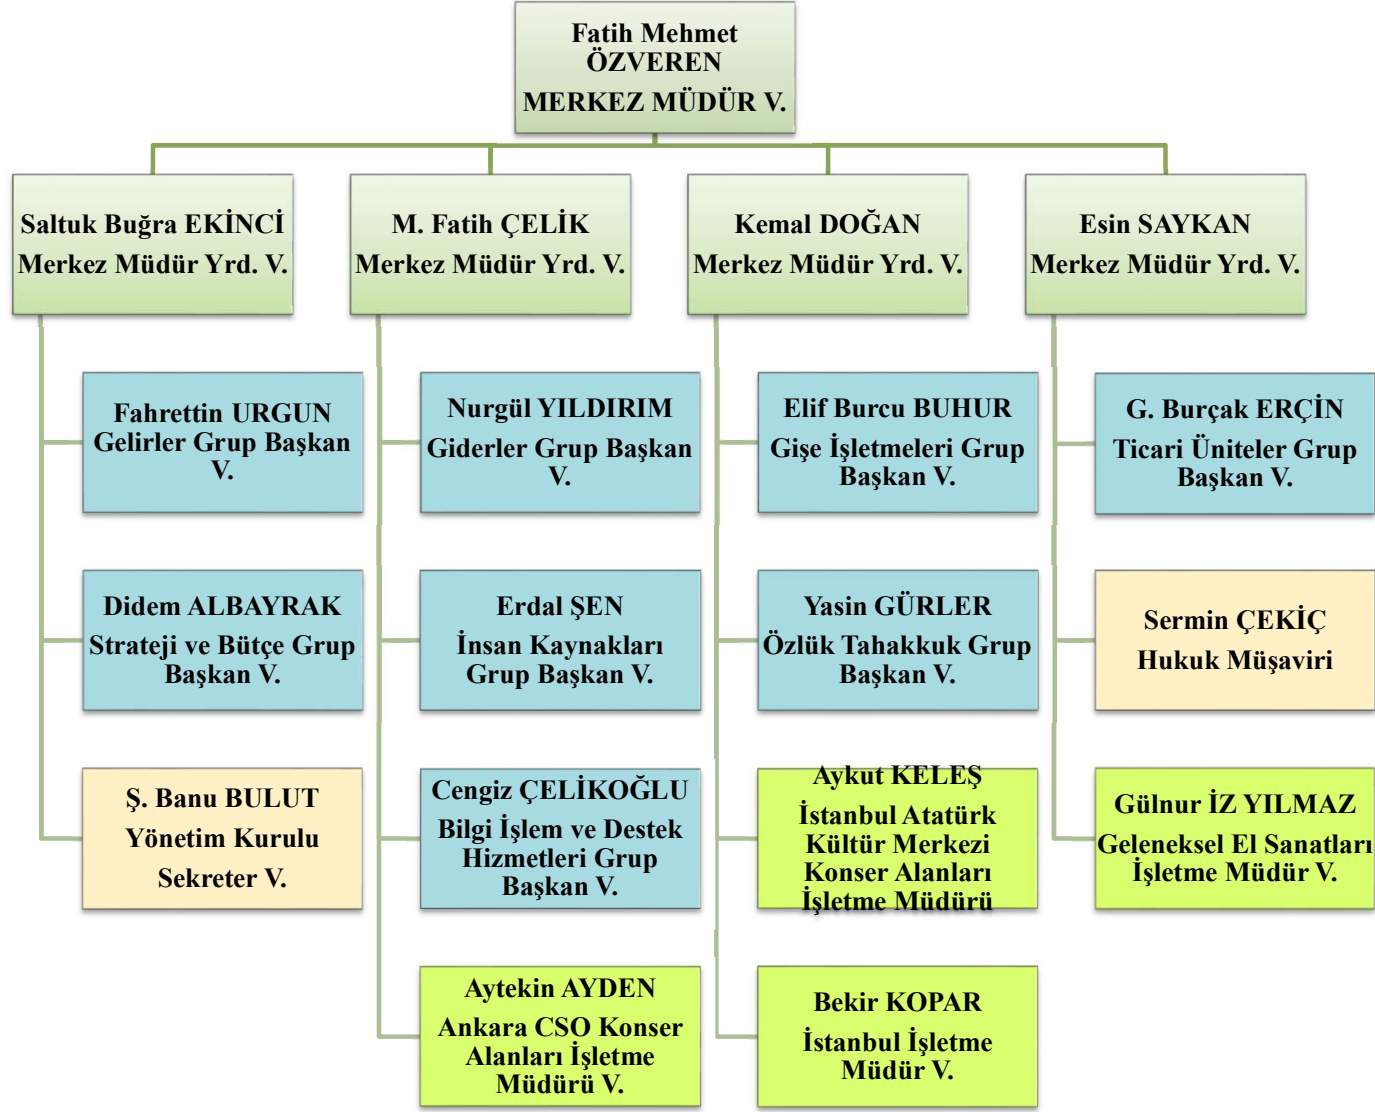 Fatih Mehmet
ÖZVEREN
MERKEZ MÜDÜR V.
Saltuk Buğra EKİNCİ
Merkez Müdür Yrd. V.
M. Fatih ÇELİK
Merkez Müdür Yrd. V.
Kemal DOĞAN
Merkez Müdür Yrd. V.
Esin SAYKAN
Merkez Müdür Yrd. V.
Fahrettin URGUN
Gelirler Grup Başkan
V.
Nurgül YILDIRIM
Giderler Grup Başkan
V.
Elif Burcu BUHUR
Gişe İşletmeleri Grup
Başkan V.
G. Burçak ERÇİN
Ticari Üniteler Grup
Başkan V.
Didem ALBAYRAK
Strateji ve Bütçe Grup
Başkan V.
Erdal ŞEN
İnsan Kaynakları
Grup Başkan V.
Yasin GÜRLER
Özlük Tahakkuk Grup
Başkan V.
Sermin ÇEKİÇ
Hukuk Müşaviri
Ş. Banu BULUT
Yönetim Kurulu
Sekreter V.
Cengiz ÇELİKOĞLU
Bilgi İşlem ve Destek
Hizmetleri Grup
Başkan V.
Aykut KELEŞ
İstanbul Atatürk
Kültür Merkezi
Konser Alanları
İşletme Müdürü
Gülnur İZ YILMAZ
Geleneksel El Sanatları
İşletme Müdür V.
Aytekin AYDEN
Ankara CSO Konser
Alanları İşletme
Müdürü V.
Bekir KOPAR
İstanbul İşletme
Müdür V.